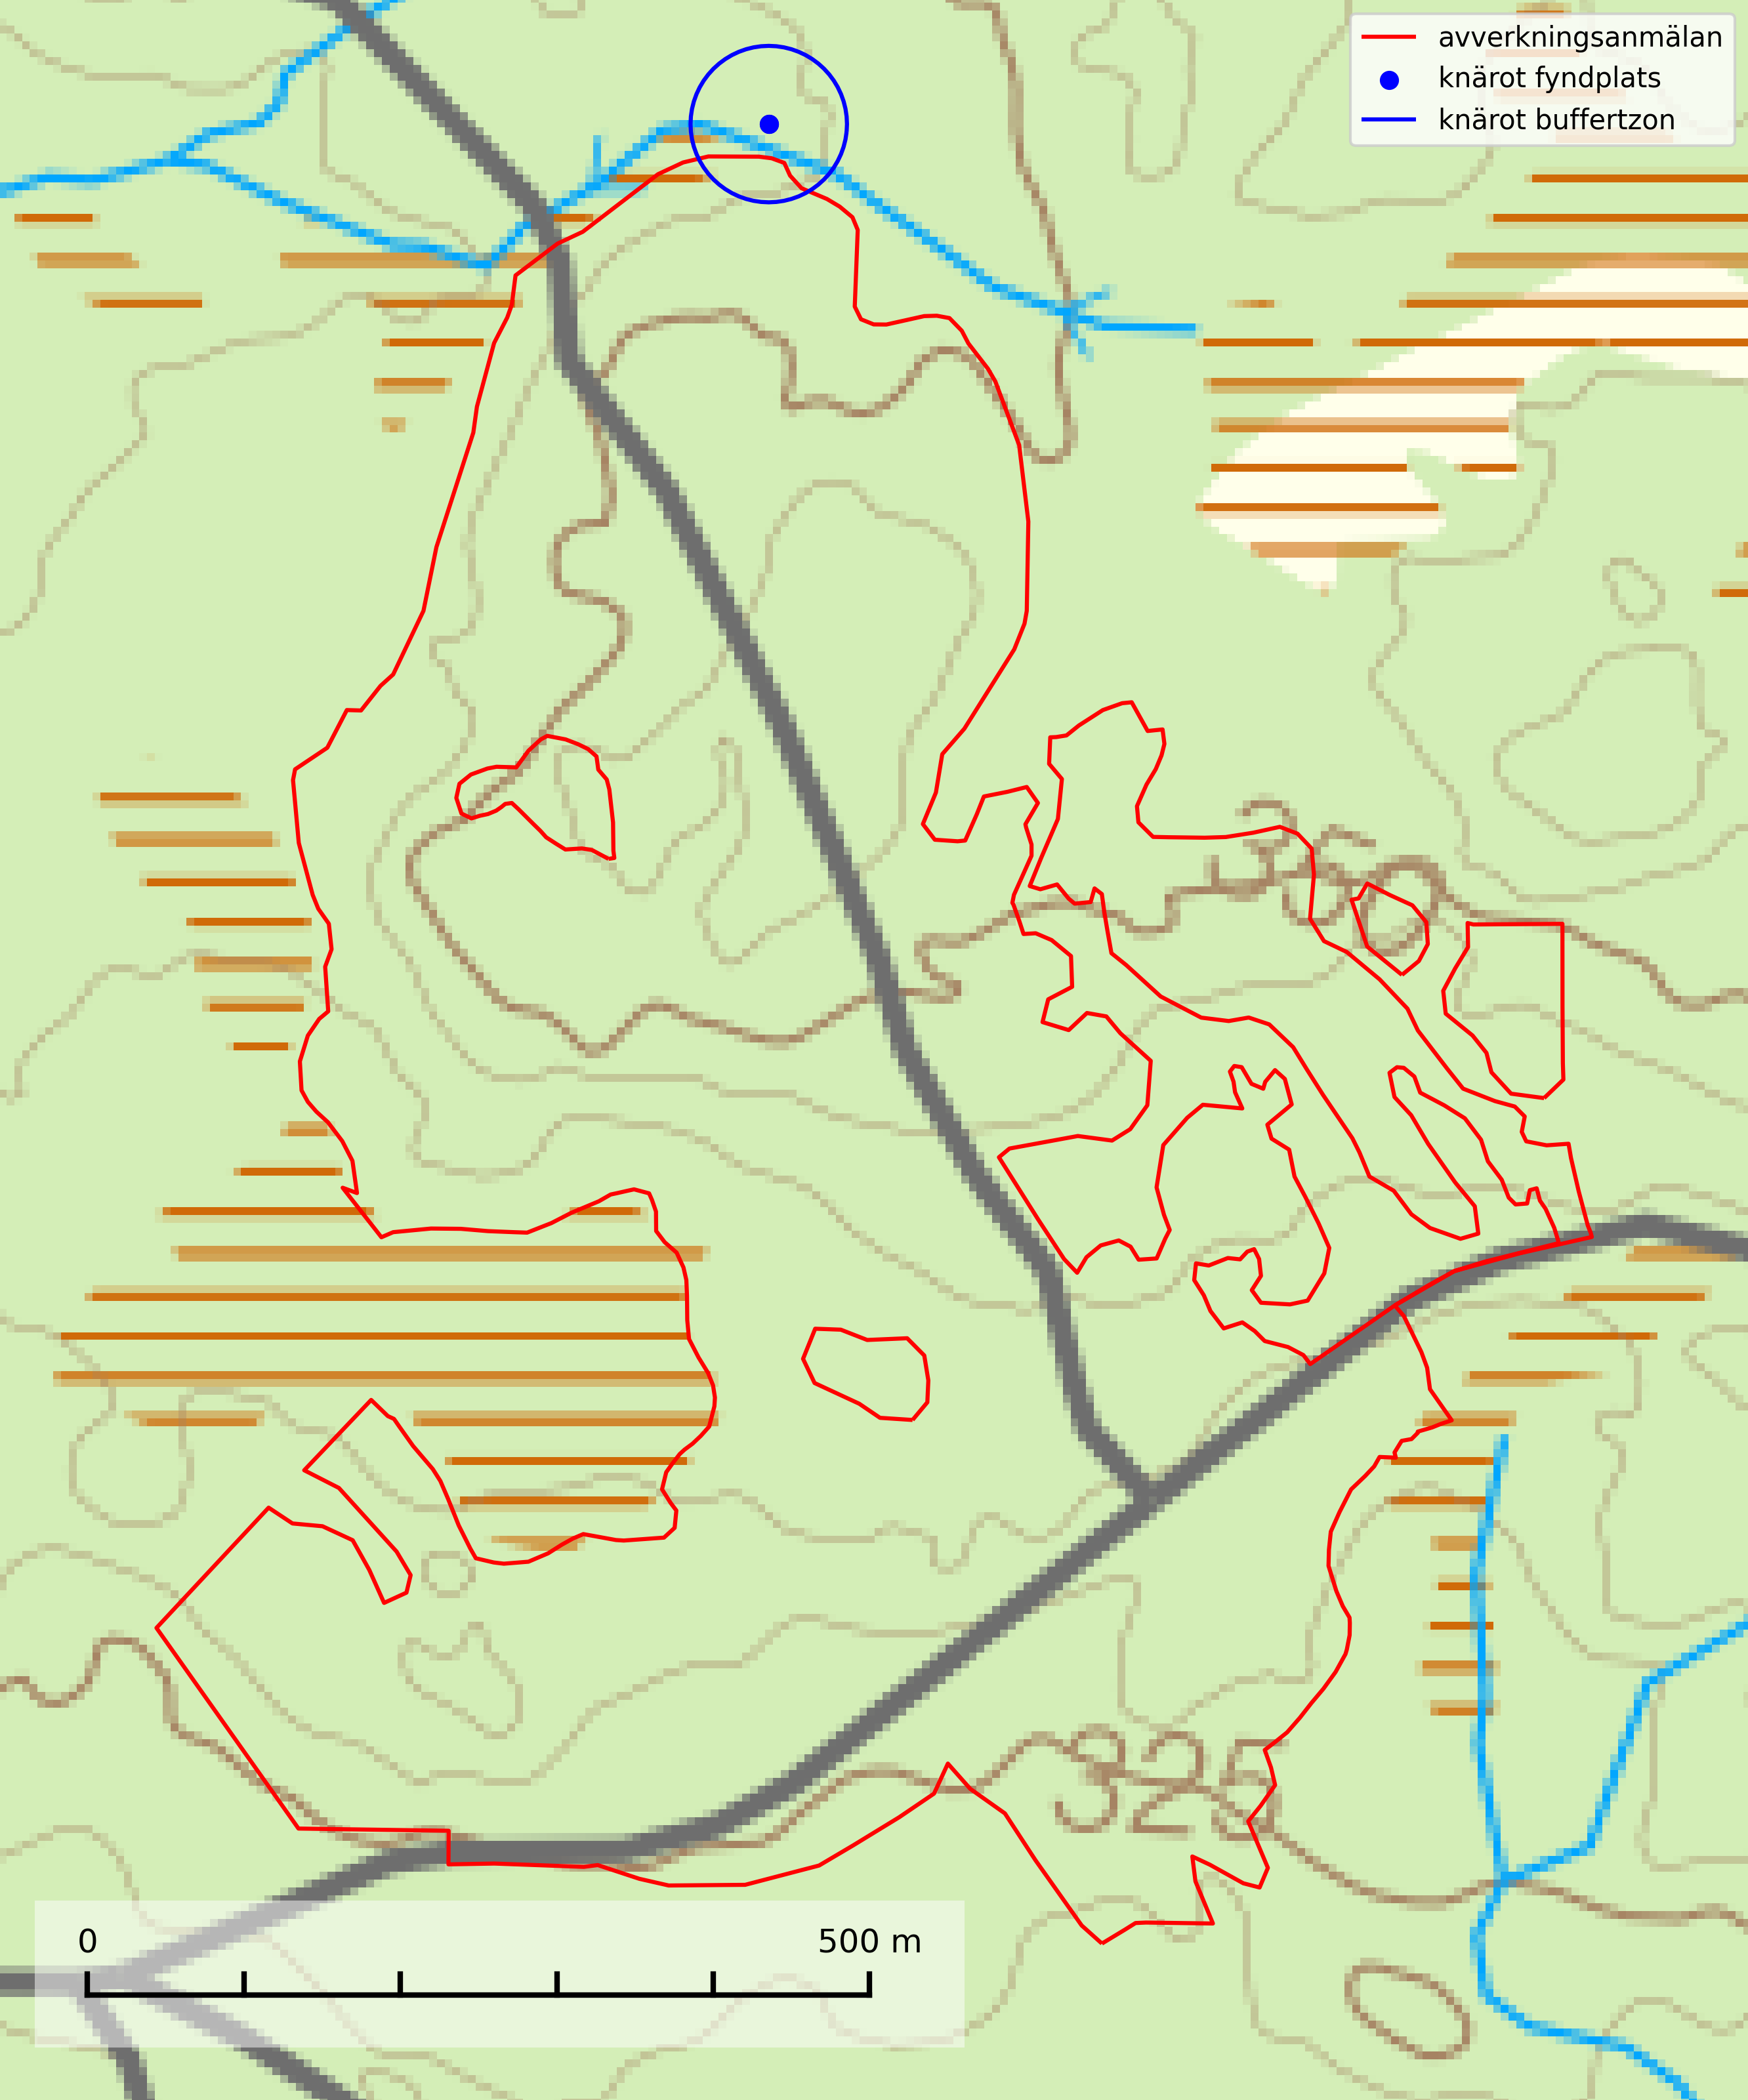 avverkningsanmälan
knärot fyndplats
knärot buffertzon
325
0 500 m